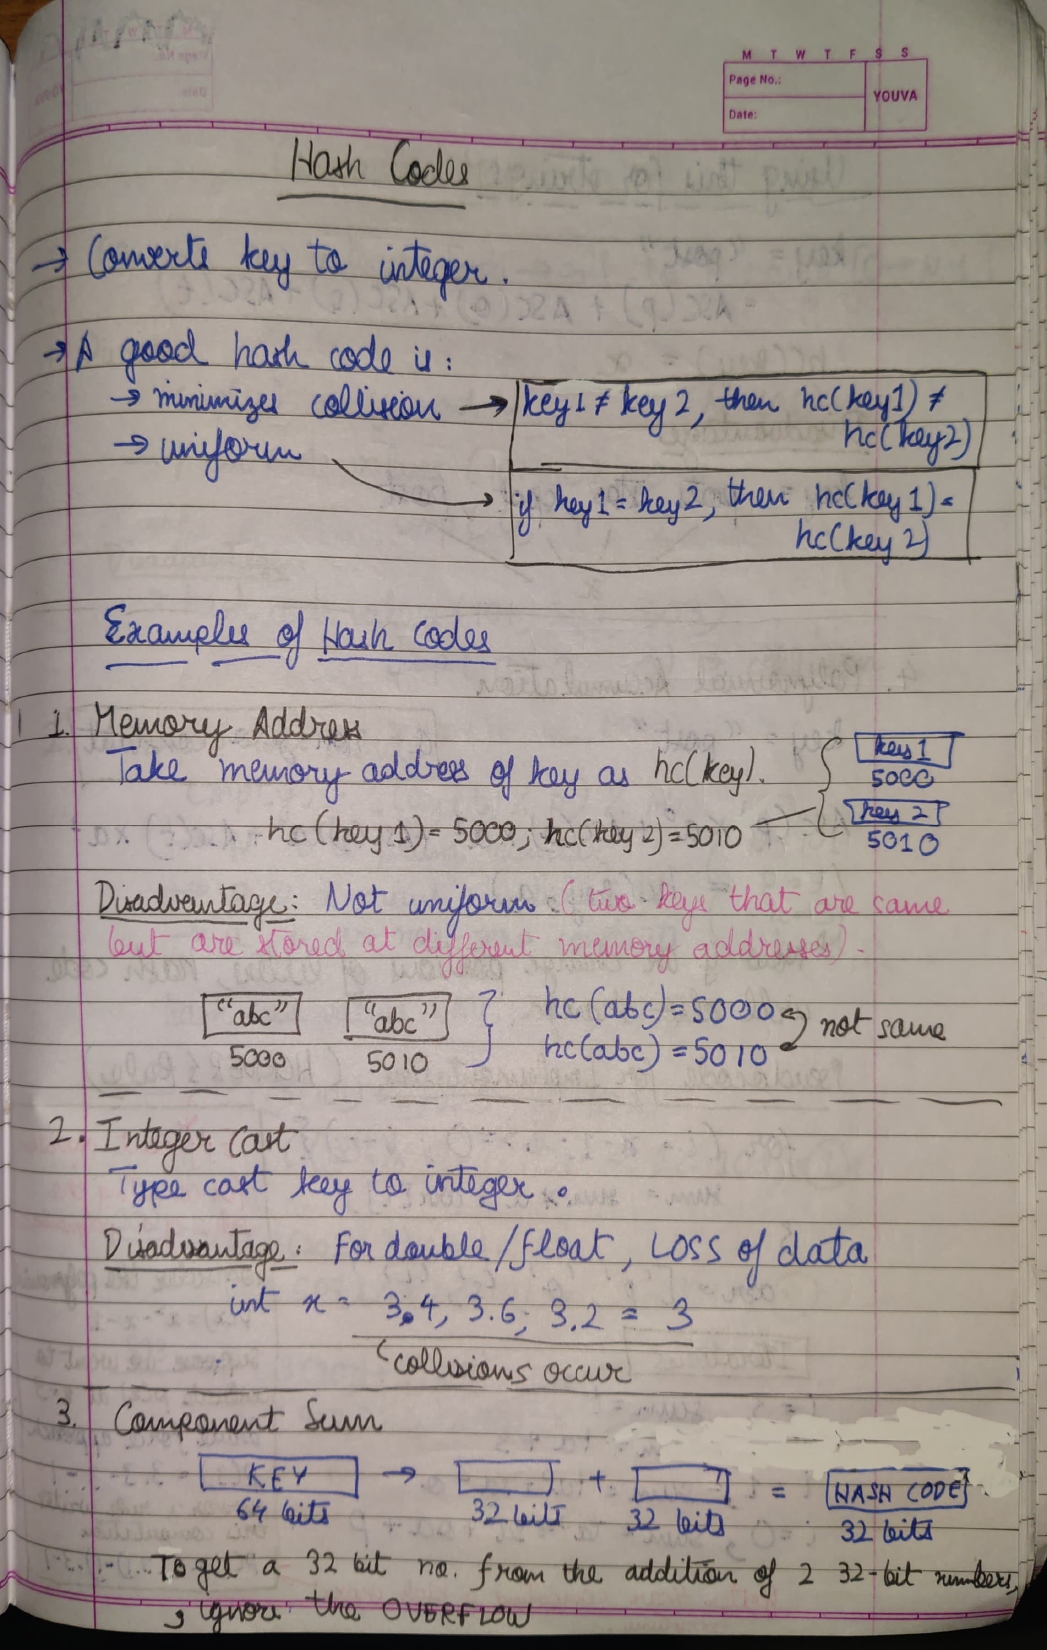 M T W T F S S
Page No.:
YOUVA
Date:
Hash Codes
→ Converts key to integer.
→ A good hash code is:
→ minimizes collision → key1 ≠ key 2, then hc(key1) ≠
hc(key2)
→ uniform
if key1 = key2, then hc(key1) =
hc(key 2)
Examples of Hash Codes
1. Memory Address
Take memory address of key as hc(key).
key 1
5000
key 2
5010
hc (key 1) = 5000; hc(key 2) = 5010
Disadvantage: Not uniform (two keys that are same
but are stored at different memory addresses).
"abc" "abc"
5000 5010
hc (abc) = 5000
hc(abc) = 5010
not same
2. Integer Cast
Type cast key to integer.
Disadvantage: For double/float, LOSS of data
int x = 3.4, 3.6, 3.2 = 3
collisions occur
3. Component Sum
KEY → + = HASH CODE
64 bits 32 bits 32 bits 32 bits
To get a 32 bit no. from the addition of 2 32-bit numbers,
ignore the OVERFLOW